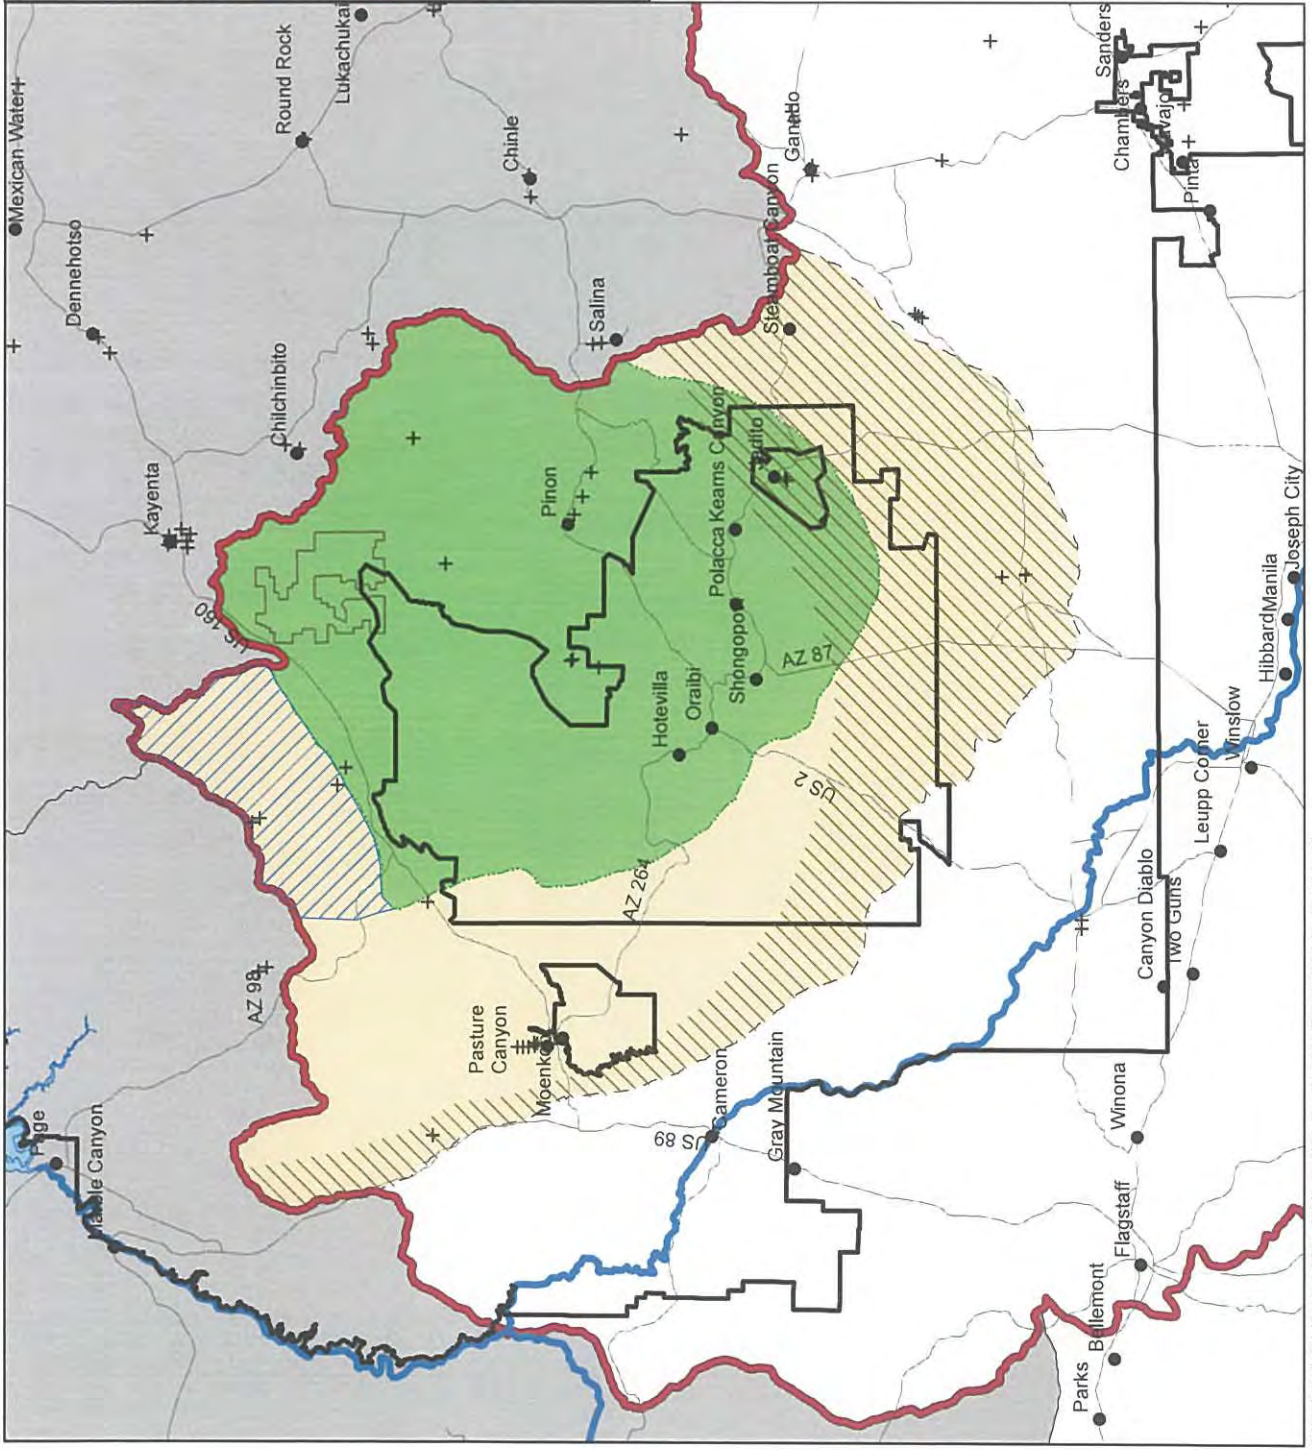 Mexican Water
Round Rock
Lukachukai
Dennehotso
Chinle
Ganado
Sanders
Chambers
Navajo
Pinta
Steamboat Canyon
Salina
Chilchinbito
Kayenta
US 160
Pinon
Keams Canyon
Polacca
Shongopovi
AZ 87
Hotevilla
Oraibi
US 2
AZ 264
Joseph City
Manila
Hibbard
Winslow
Leupp Corner
Canyon Diablo
Two Guns
AZ 98
Pasture
Canyon
Page
Marble Canyon
Cameron
US 89
Gray Mountain
Winona
Flagstaff
Bellemont
Parks